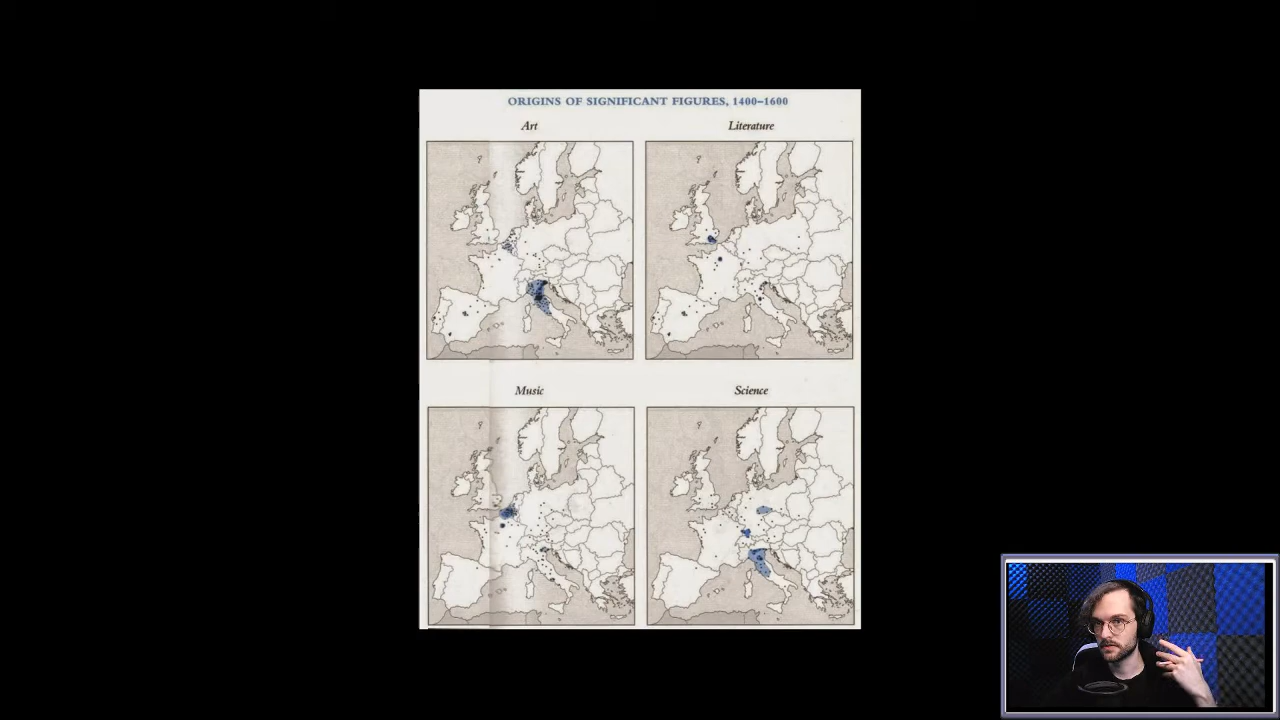 ORIGINS OF SIGNIFICANT FIGURES, 1400–1600
Art
Literature
Music
Science